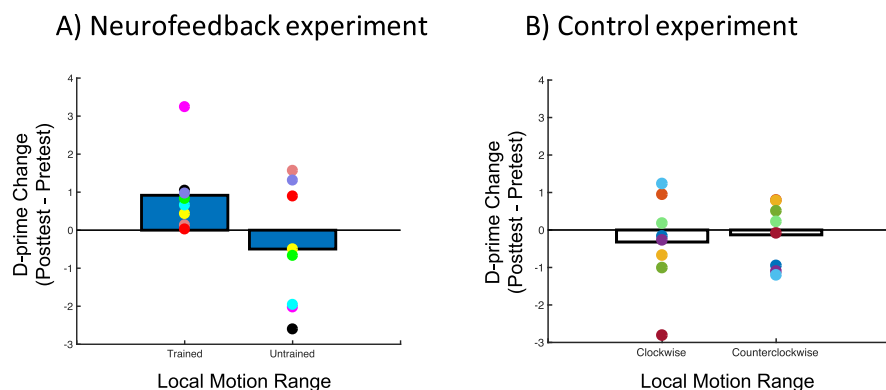 A) Neurofeedback experiment
B) Control experiment
D-prime Change
(Posttest - Pretest)
4
3
2
1
0
-1
-2
-3
Trained
Untrained
Local Motion Range
D-prime Change
(Posttest - Pretest)
4
3
2
1
0
-1
-2
-3
Clockwise
Counterclockwise
Local Motion Range